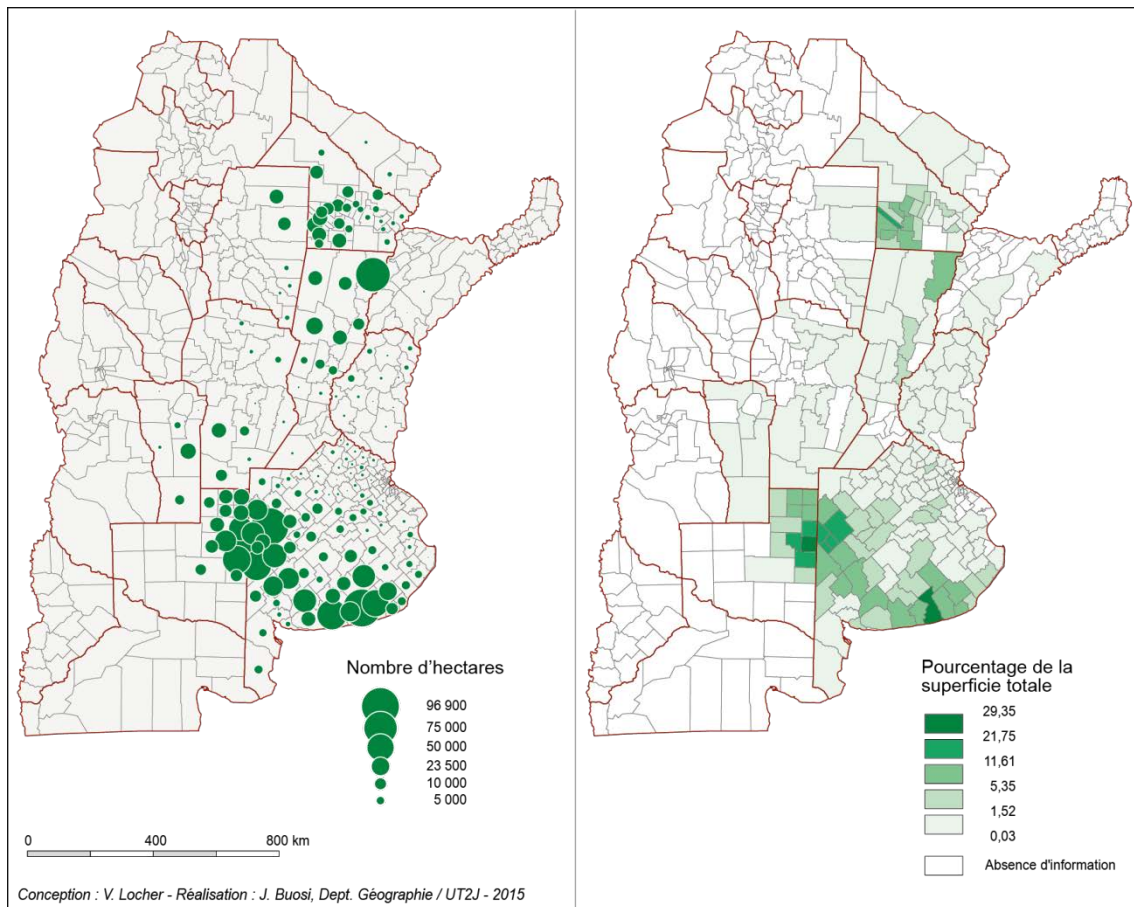 Nombre d'hectares
96 900
75 000
50 000
23 500
10 000
5 000
0 400 800 km
Conception : V. Locher - Réalisation : J. Buosi, Dept. Géographie / UT2J - 2015
Pourcentage de la
superficie totale
29,35
21,75
11,61
5,35
1,52
0,03
Absence d'information